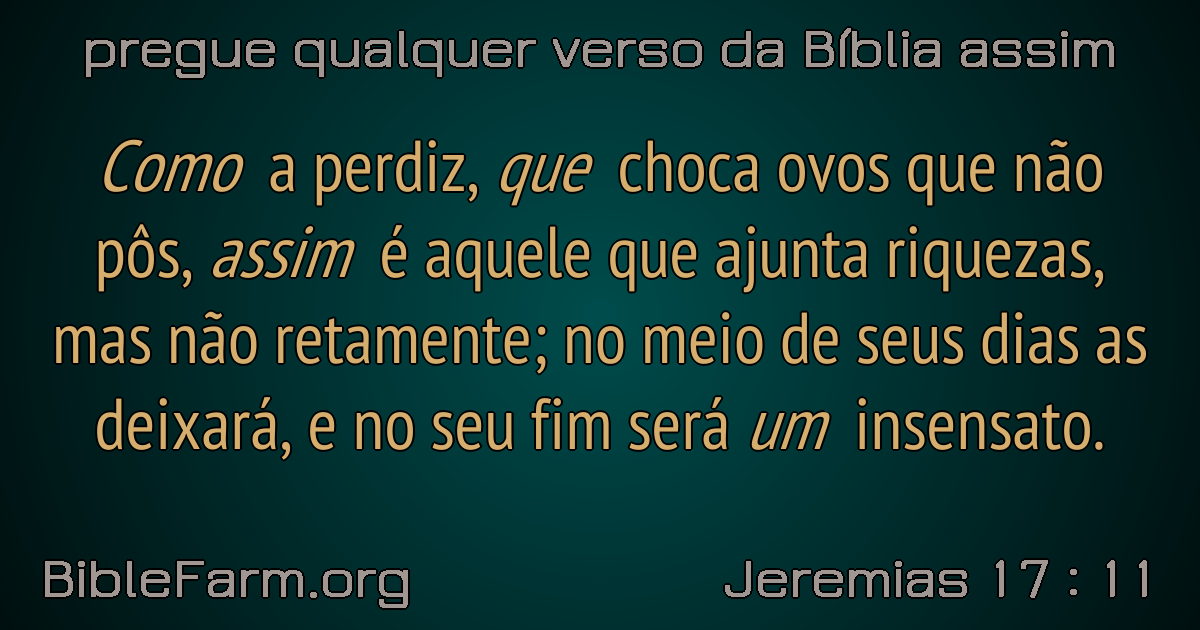 pregue qualquer verso da Bíblia assim
Como a perdiz, que choca ovos que não
pôs, assim é aquele que ajunta riquezas,
mas não retamente; no meio de seus dias as
deixará, e no seu fim será um insensato.
BibleFarm.org
Jeremias 17 : 11